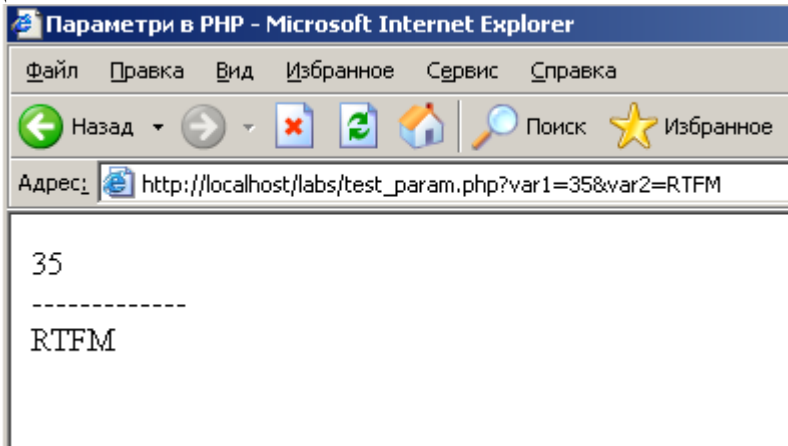 Параметри в PHP - Microsoft Internet Explorer
Файл Правка Вид Избранное Сервис Справка
Назад Поиск Избранное
Адрес: http://localhost/labs/test_param.php?var1=35&var2=RTFM
35
-------------
RTFM